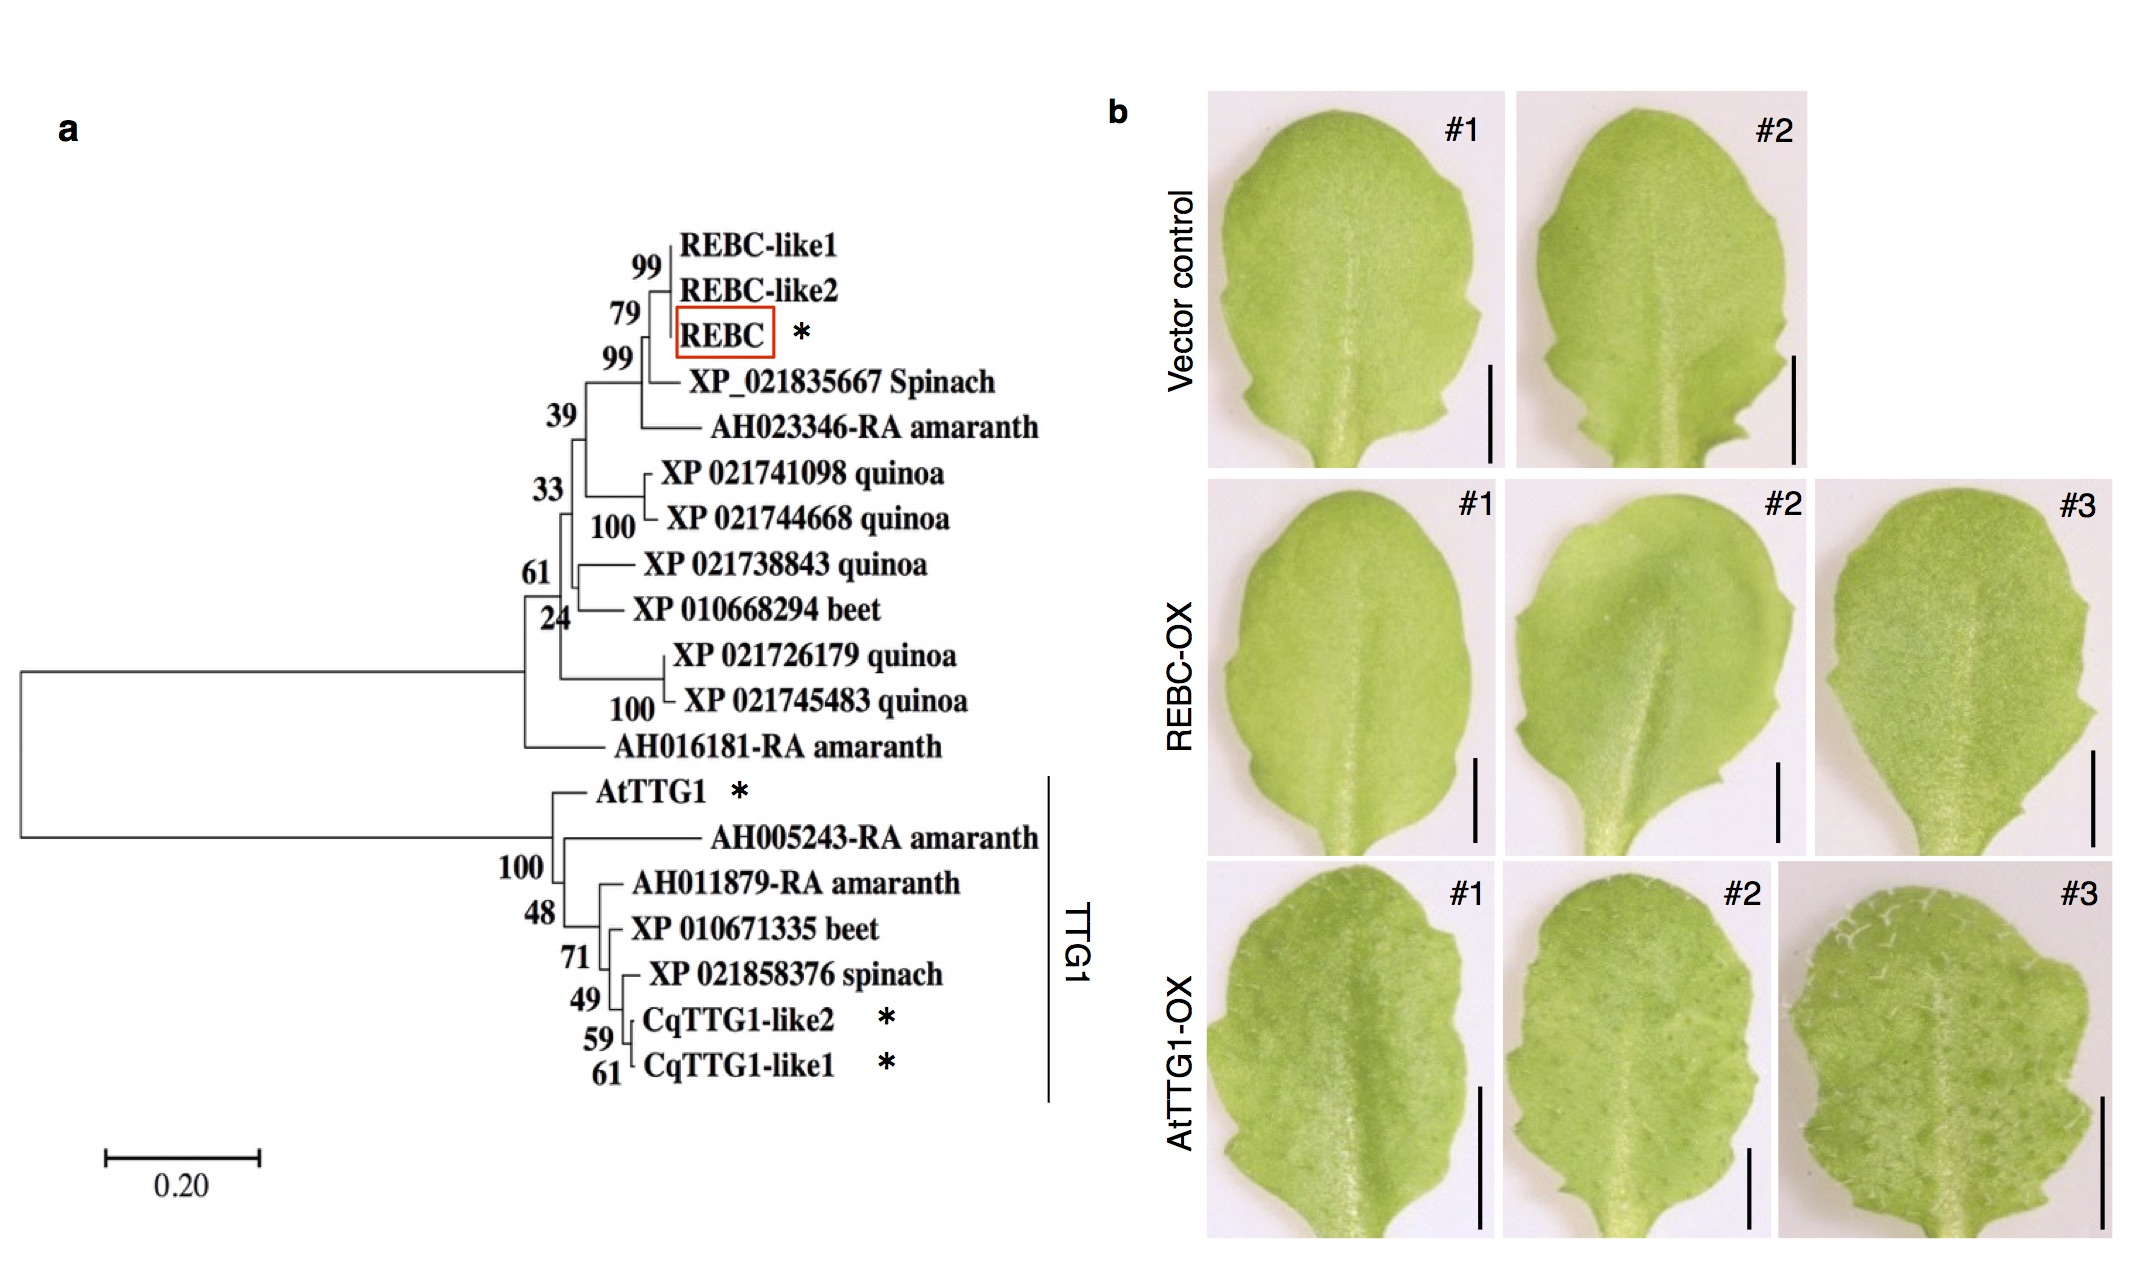 a
99
REBC-like1
REBC-like2
79
REBC *
99
XP_021835667 Spinach
39
AH023346-RA amaranth
XP 021741098 quinoa
33
100
XP 021744668 quinoa
61
XP 021738843 quinoa
24
XP 010668294 beet
XP 021726179 quinoa
100
XP 021745483 quinoa
AH016181-RA amaranth
AtTTG1 *
AH005243-RA amaranth
100
AH011879-RA amaranth
48
XP 010671335 beet
71
XP 021858376 spinach
49
CqTTG1-like2 *
59
CqTTG1-like1 *
61
TTG1
0.20
b
Vector control
#1
#2
REBC-OX
#1
#2
#3
AtTTG1-OX
#1
#2
#3